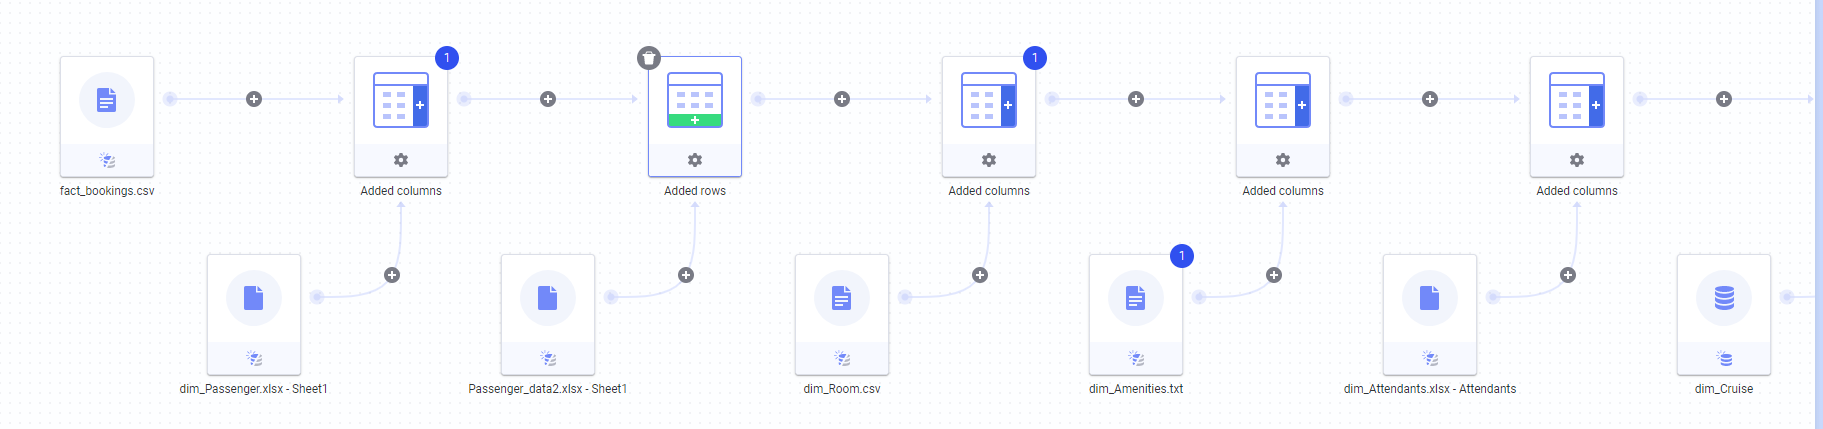 1
1
fact_bookings.csv
Added columns
Added rows
Added columns
Added columns
Added columns
1
dim_Passenger.xlsx - Sheet1
Passenger_data2.xlsx - Sheet1
dim_Room.csv
dim_Amenities.txt
dim_Attendants.xlsx - Attendants
dim_Cruise